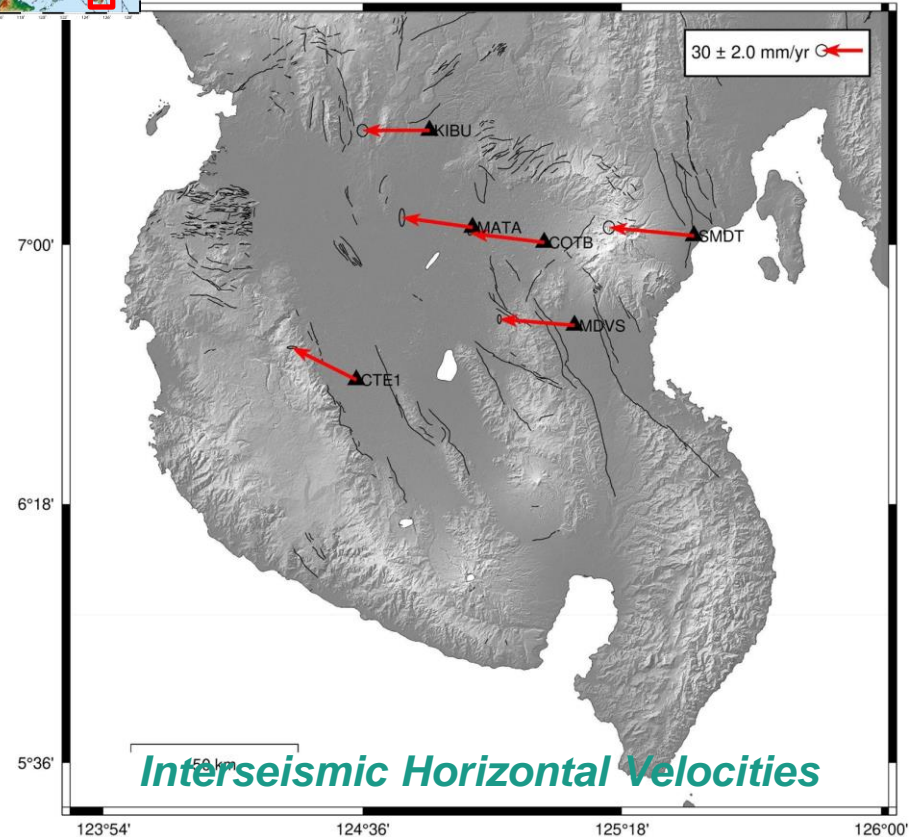 30 ± 2.0 mm/yr
KIBU
MATA
COTB
SMDT
7°00'
MDVS
CTE1
6°18'
50 km
5°36'
Interseismic Horizontal Velocities
123°54'
124°36'
125°18'
126°00'